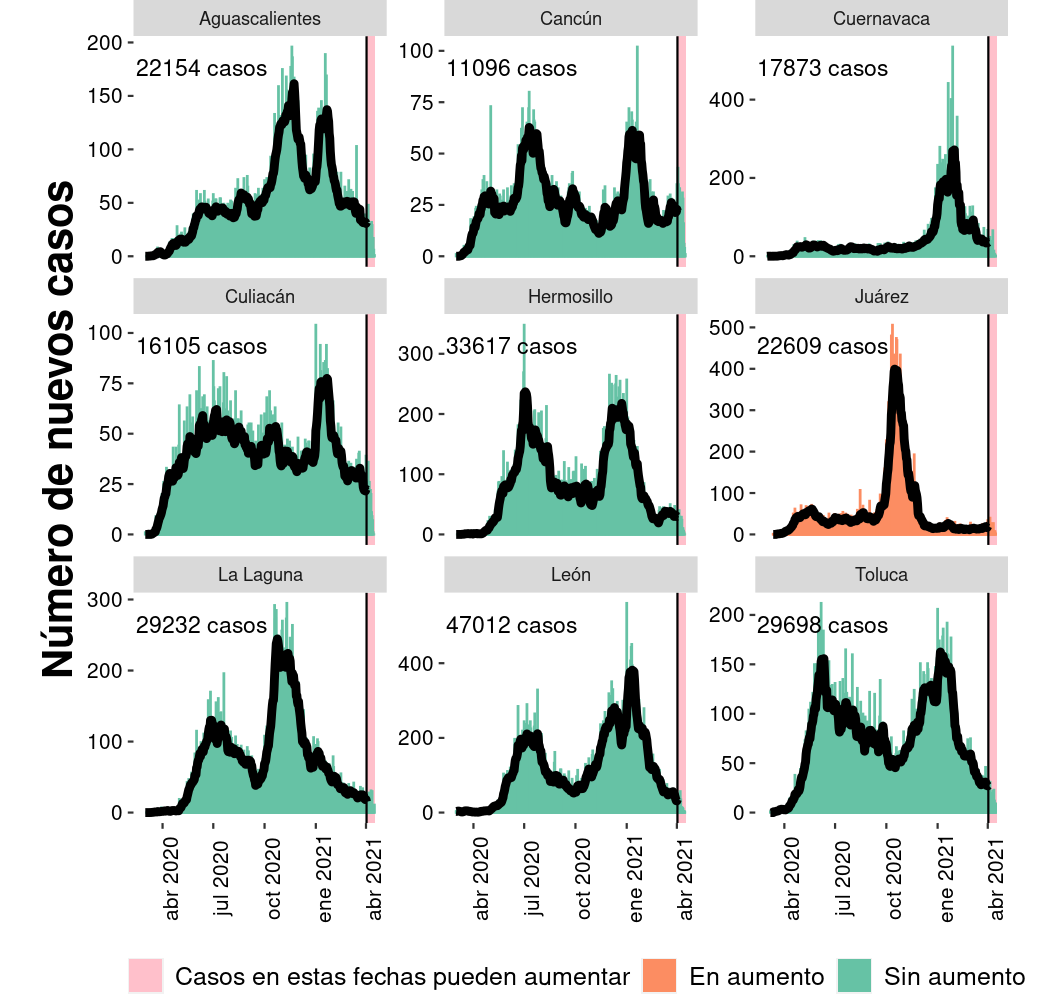 Número de nuevos casos
Aguascalientes
22154 casos
200
150
100
50
0
Cancún
11096 casos
100
75
50
25
0
Cuernavaca
17873 casos
400
200
0
Culiacán
16105 casos
100
75
50
25
0
Hermosillo
33617 casos
300
200
100
0
Juárez
22609 casos
500
400
300
200
100
0
La Laguna
29232 casos
300
200
100
0
León
47012 casos
400
200
0
Toluca
29698 casos
200
150
100
50
0
abr 2020
jul 2020
oct 2020
ene 2021
abr 2021
abr 2020
jul 2020
oct 2020
ene 2021
abr 2021
abr 2020
jul 2020
oct 2020
ene 2021
abr 2021
Casos en estas fechas pueden aumentar
En aumento
Sin aumento